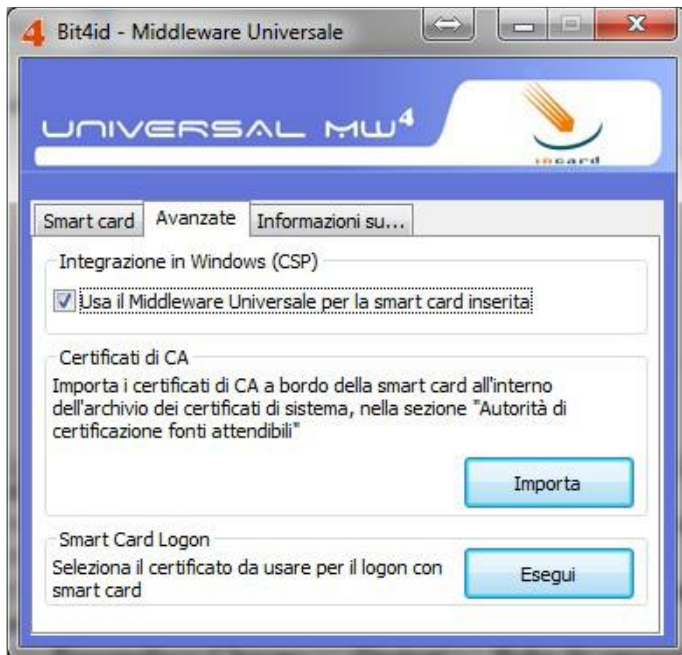 4 Bit4id - Middleware Universale
UNIVERSAL MW4
incard
Smart card Avanzate Informazioni su...
Integrazione in Windows (CSP)
Usa il Middleware Universale per la smart card inserita
Certificati di CA
Importa i certificati di CA a bordo della smart card all'interno
dell'archivio dei certificati di sistema, nella sezione "Autorità di
certificazione fonti attendibili"
Importa
Smart Card Logon
Seleziona il certificato da usare per il logon con
smart card
Esegui